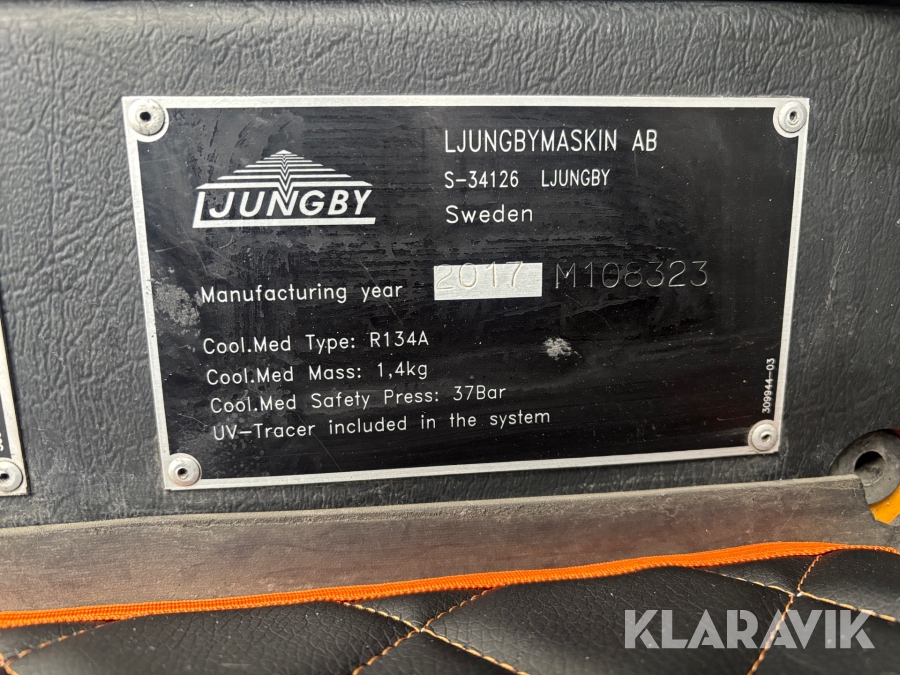 LJUNGBY
LJUNGBYMASKIN AB
S-34126 LJUNGBY
Sweden
Manufacturing year 2017 M108323
Cool.Med Type: R134A
Cool.Med Mass: 1,4kg
Cool.Med Safety Press: 37Bar
UV-Tracer included in the system
309944-03
KLARAVIK